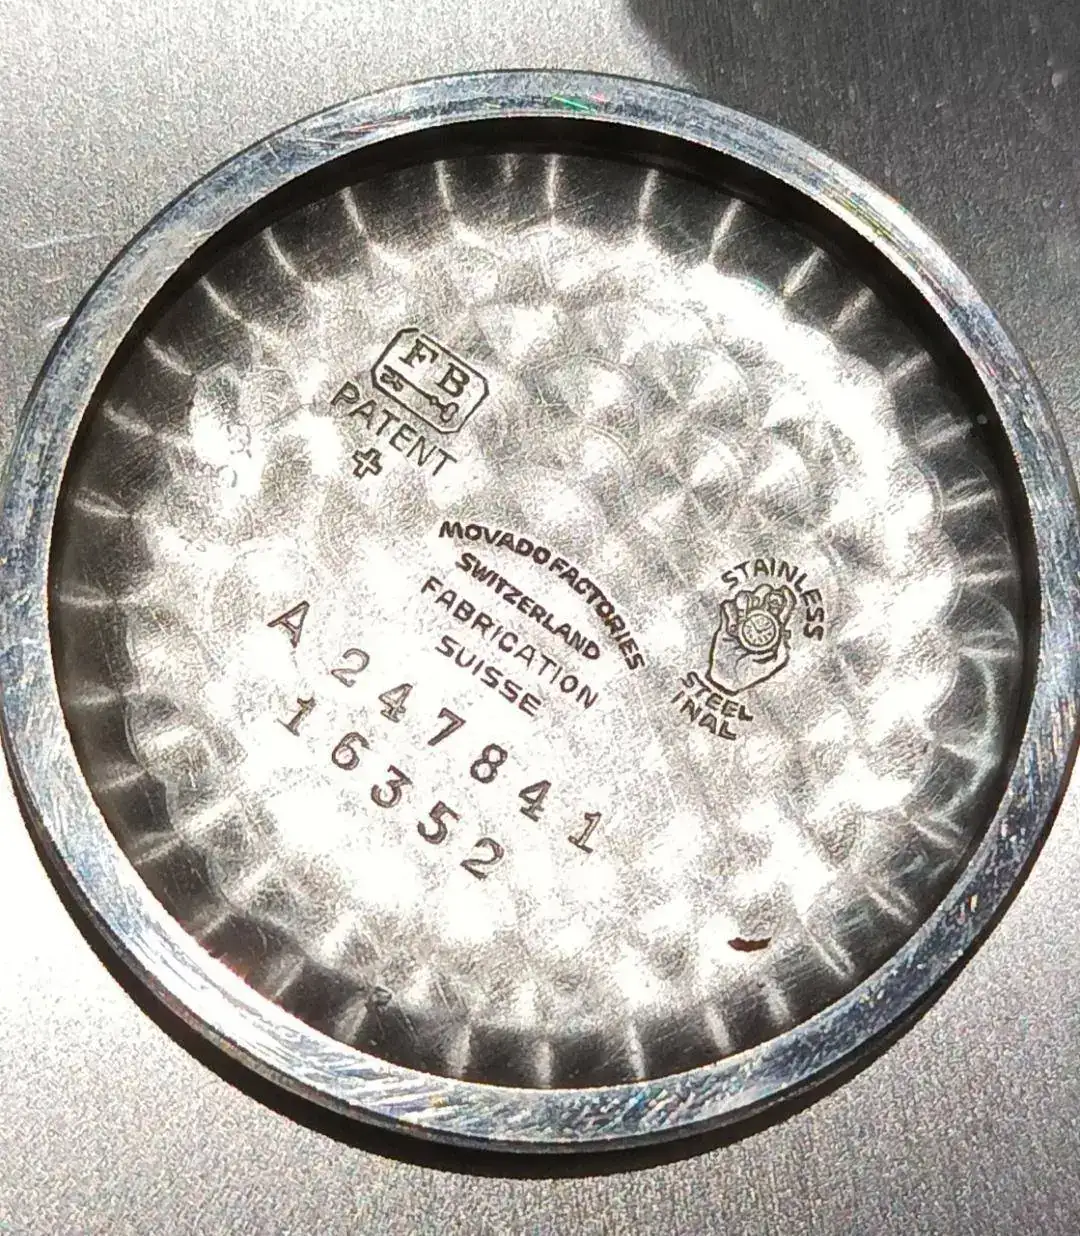 FB
PATENT
MOVADO FACTORIES
SWITZERLAND
FABRICATION
SUISSE
A 247841
16352
STAINLESS
STEEL
INAL